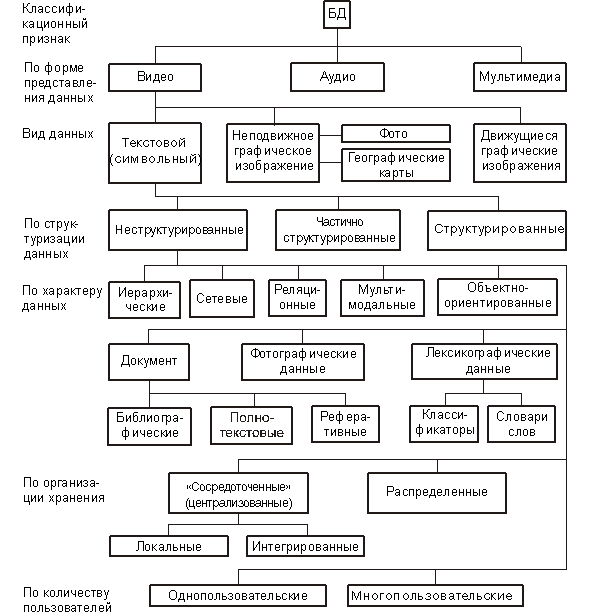 Классифи-
кационный
признак
БД
По форме
представле-
ния данных
Видео
Аудио
Мультимедиа
Вид данных
Текстовой
(символьный)
Неподвижное
графическое
изображение
Фото
Географические
карты
Движущиеся
графические
изображения
По струк-
туризации
данных
Неструктурированные
Частично
структурированные
Структурированные
По характеру
данных
Иерархи-
ческие
Сетевые
Реляци-
онные
Мульти-
модальные
Объектно-
ориентированные
Документ
Фотографические
данные
Лексикографические
данные
Библиогра-
фические
Полно-
текстовые
Рефера-
тивные
Класси-
фикаторы
Словари
слов
По организа-
ции хранения
«Сосредоточенные»
(централизованные)
Распределенные
Локальные
Интегрированные
По количеству
пользователей
Однопользовательские
Многопользовательские